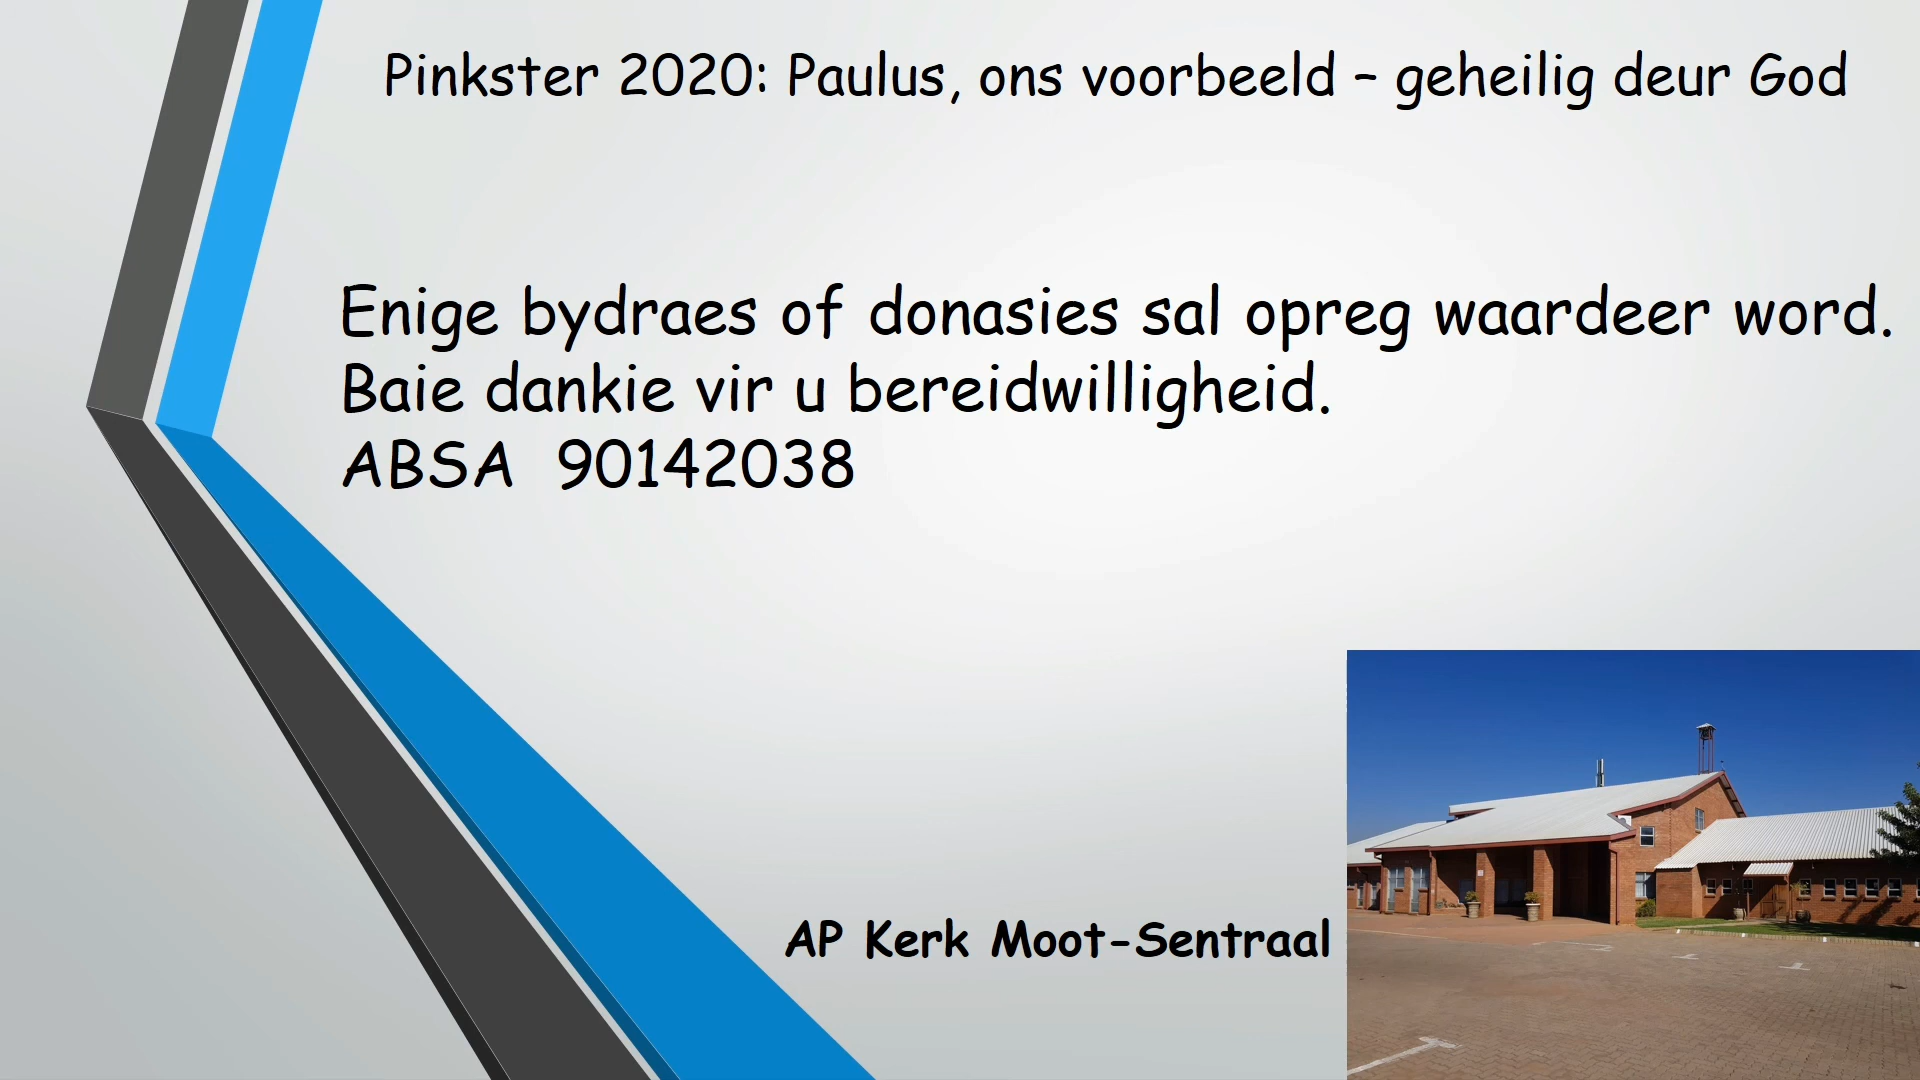 Pinkster 2020: Paulus, ons voorbeeld – geheilig deur God
Enige bydraes of donasies sal opreg waardeer word.
Baie dankie vir u bereidwilligheid.
ABSA  90142038
AP Kerk Moot-Sentraal